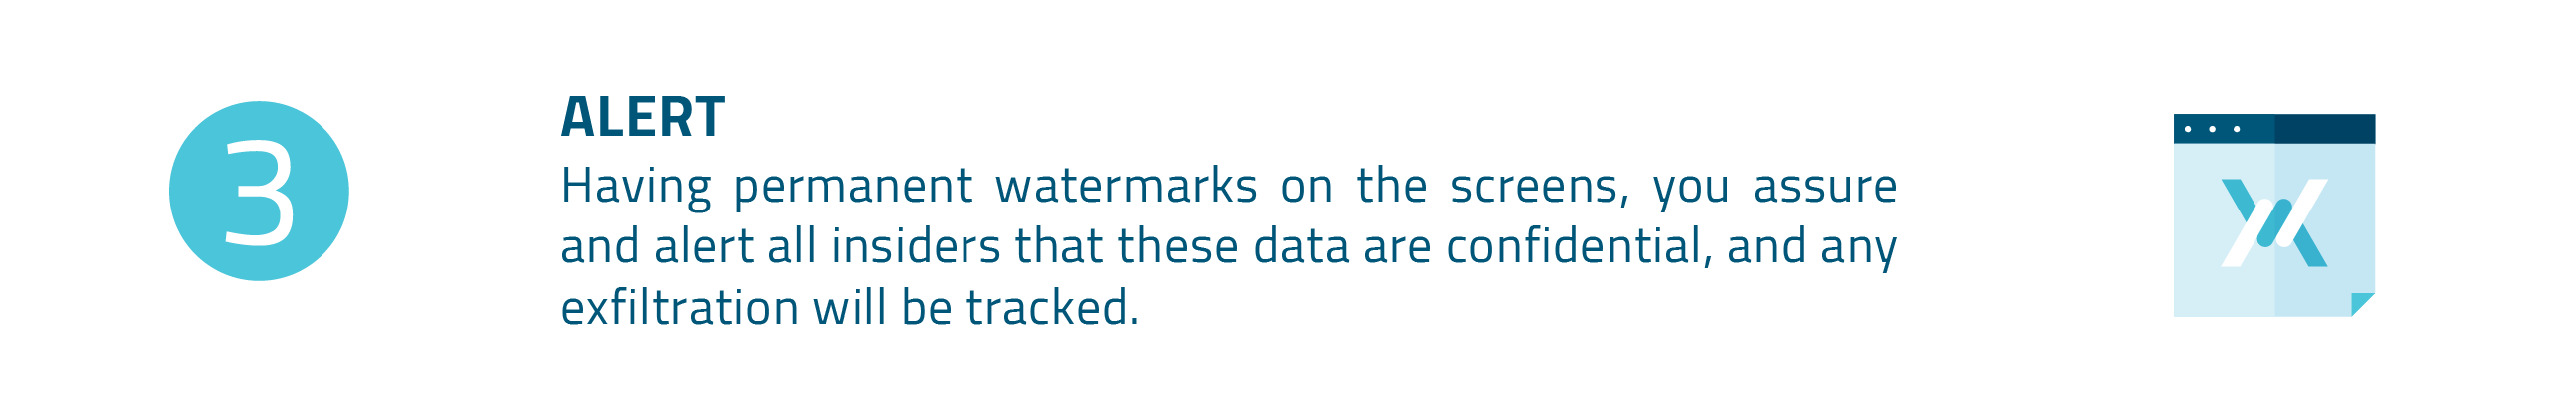 3
ALERT
Having permanent watermarks on the screens, you assure
and alert all insiders that these data are confidential, and any
exfiltration will be tracked.